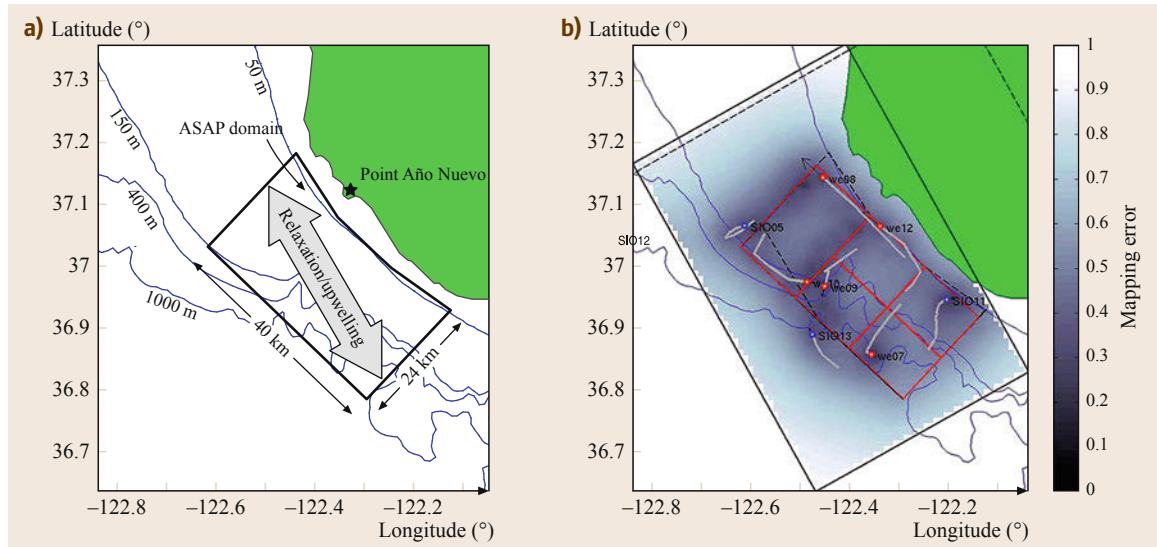 a) Latitude (°)
37.3
37.2
37.1
37
36.9
36.8
36.7
−122.8
−122.6
−122.4
−122.2
Longitude (°)
50 m
150 m
400 m
1000 m
ASAP domain
Point Año Nuevo
Relaxation/upwelling
40 km
24 km
b) Latitude (°)
37.3
37.2
37.1
37
36.9
36.8
36.7
−122.8
−122.6
−122.4
−122.2
Longitude (°)
SIO12
SIO05
we08
we12
we10
we09
SIO11
SIO13
we07
1
0.9
0.8
0.7
0.6
0.5
0.4
0.3
0.2
0.1
0
Mapping error